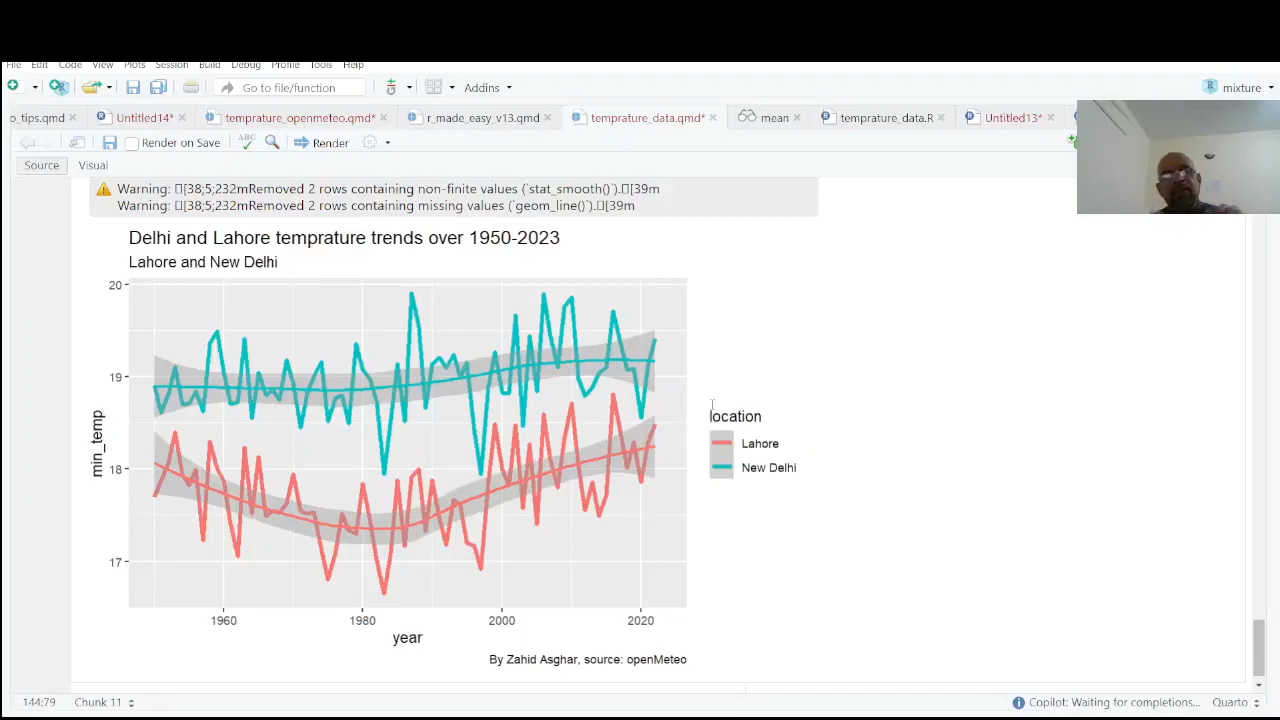 File Edit Code View Plots Session Build Debug Profile Tools Help
Go to file/function Addins mixture
o_tips.qmd Untitled14* temprature_openmeteo.qmd* r_made_easy_v13.qmd temprature_data.qmd* mean temprature_data.R Untitled13*
Render on Save ABC Render
Source Visual
Warning: [38;5;232mRemoved 2 rows containing non-finite values (`stat_smooth()`).[39m
Warning: [38;5;232mRemoved 2 rows containing missing values (`geom_line()`).[39m
Delhi and Lahore temprature trends over 1950-2023
Lahore and New Delhi
20
19
18
17
min_temp
1960 1980 2000 2020
year
location
Lahore
New Delhi
By Zahid Asghar, source: openMeteo
144:79 Chunk 11 Copilot: Waiting for completions... Quarto